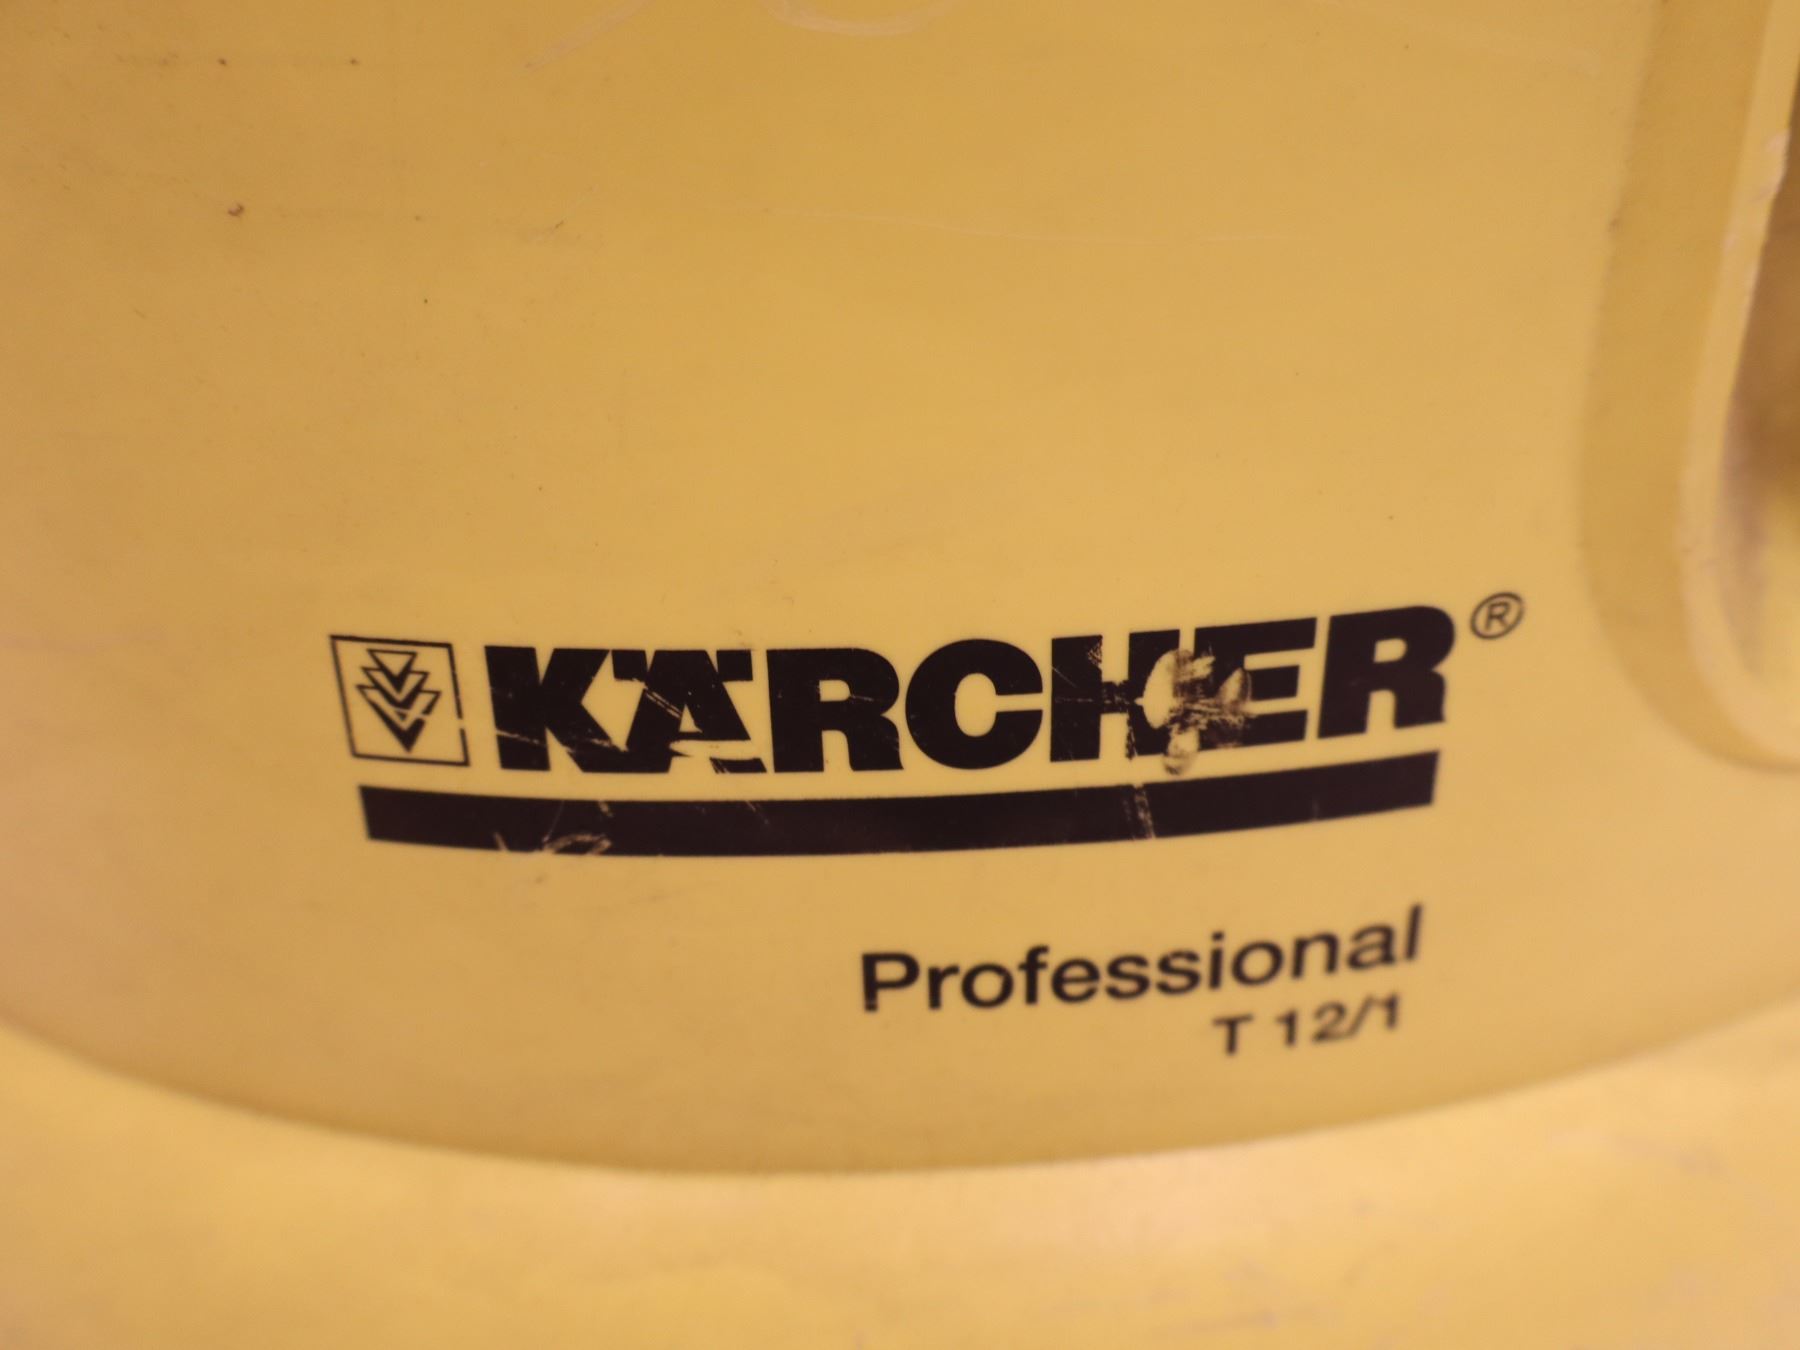 KÄRCHER®
Professional
T 12/1